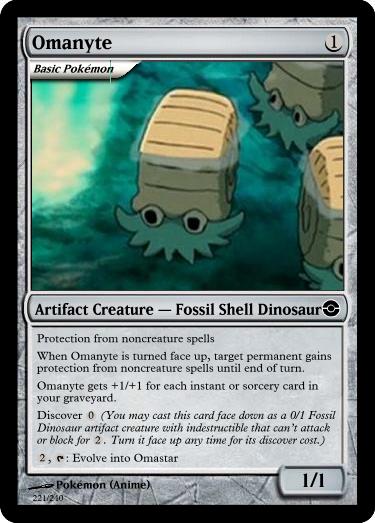 Omanyte 1
Basic Pokémon
Artifact Creature — Fossil Shell Dinosaur
Protection from noncreature spells
When Omanyte is turned face up, target permanent gains
protection from noncreature spells until end of turn.
Omanyte gets +1/+1 for each instant or sorcery card in
your graveyard.
Discover 0 (You may cast this card face down as a 0/1 Fossil
Dinosaur artifact creature with indestructible that can't attack
or block for 2. Turn it face up any time for its discover cost.)
2, : Evolve into Omastar
1/1
Pokémon (Anime)
221/240